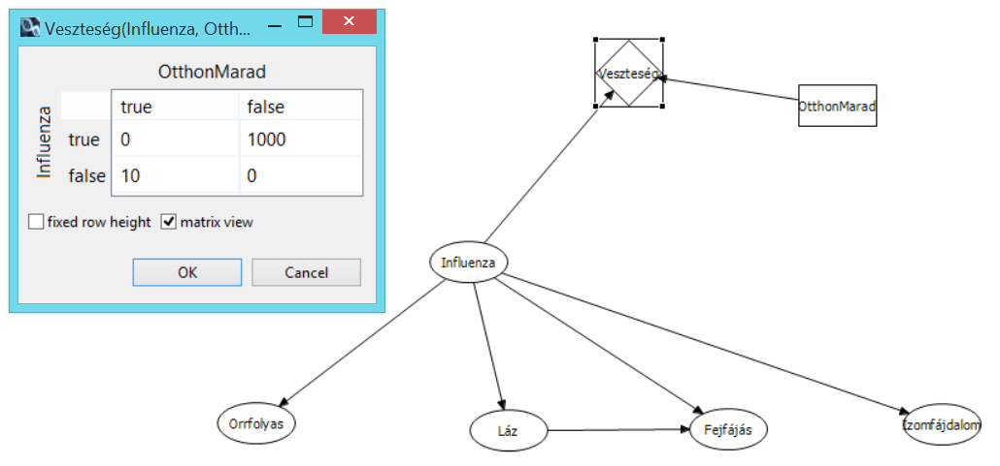 Veszteség(Influenza, Otth...
OtthonMarad
Influenza
true false
true 0 1000
false 10 0
fixed row height matrix view
OK Cancel
Veszteség
OtthonMarad
Influenza
Orrfolyas
Láz
Fejfájás
Izomfájdalom